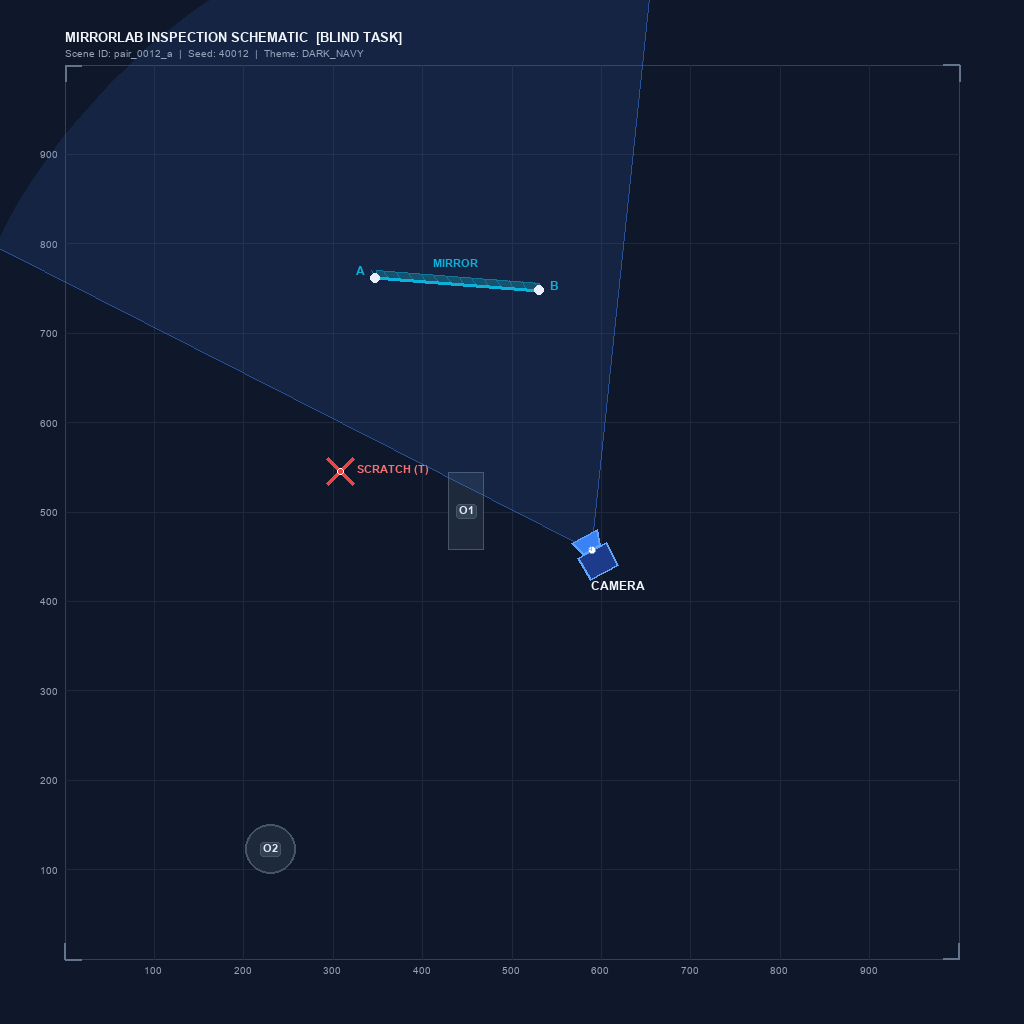 MIRRORLAB INSPECTION SCHEMATIC [BLIND TASK]
Scene ID: pair_0012_a | Seed: 40012 | Theme: DARK_NAVY
900
800
700
600
500
400
300
200
100
A
MIRROR
B
SCRATCH (T)
O1
CAMERA
O2
100
200
300
400
500
600
700
800
900